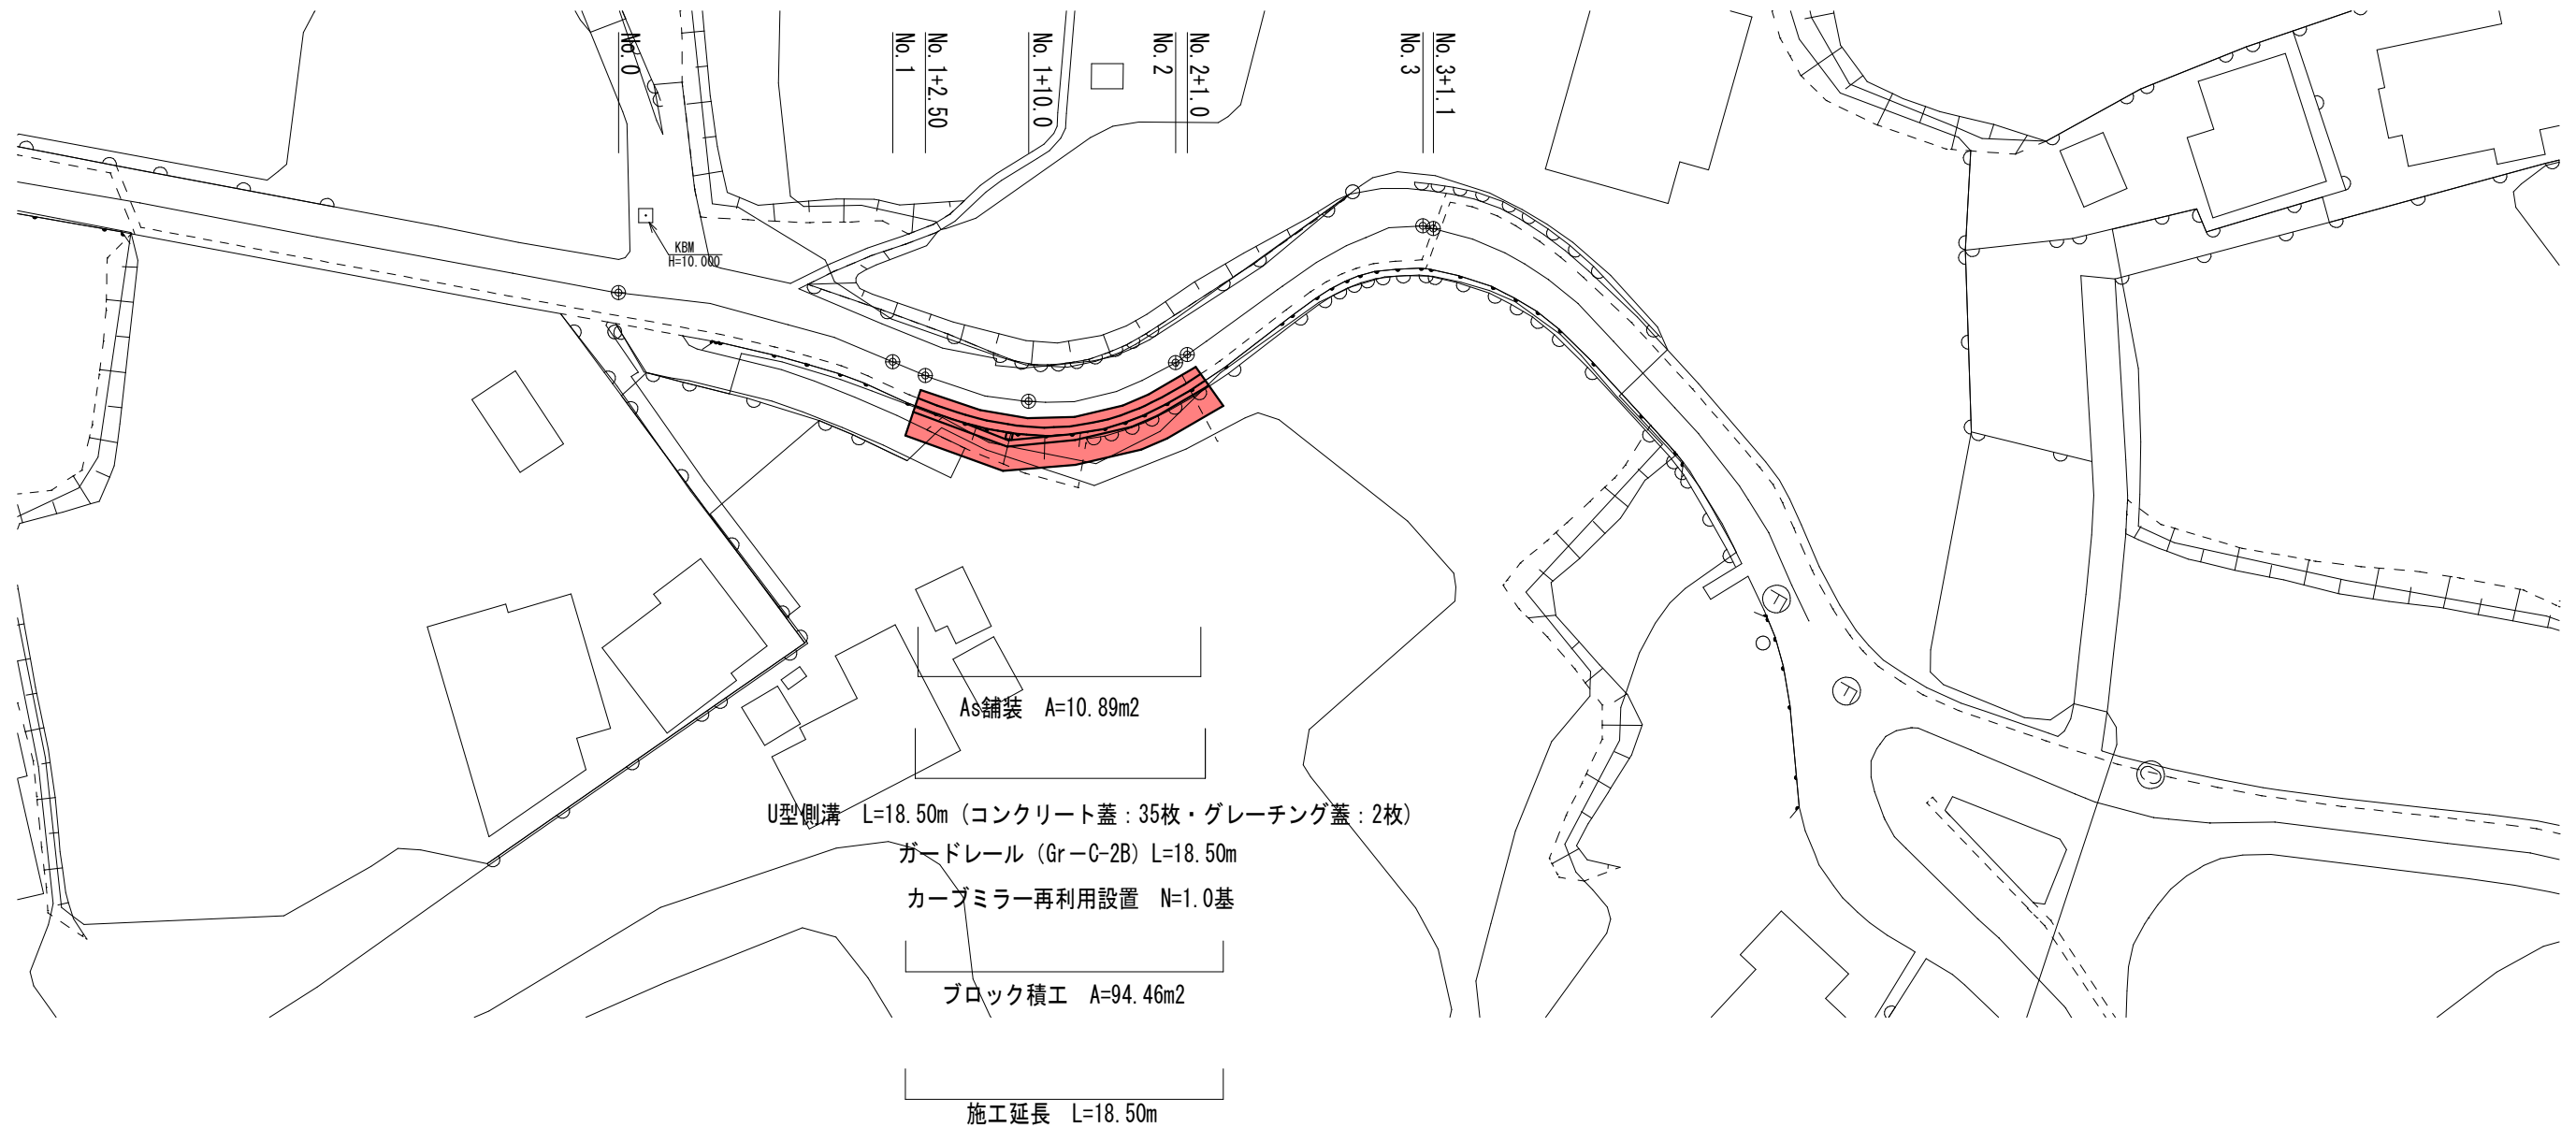 No.0
No.1
No.1+2.50
No.1+10.0
No.2
No.2+1.0
No.3
No.3+1.1
KBM
H=10.000
As舗装　A=10.89m2
U型側溝　L=18.50m（コンクリート蓋：35枚・グレーチング蓋：2枚）
ガードレール（Gr－C-2B）L=18.50m
カーブミラー再利用設置　N=1.0基
ブロック積工　A=94.46m2
施工延長　L=18.50m